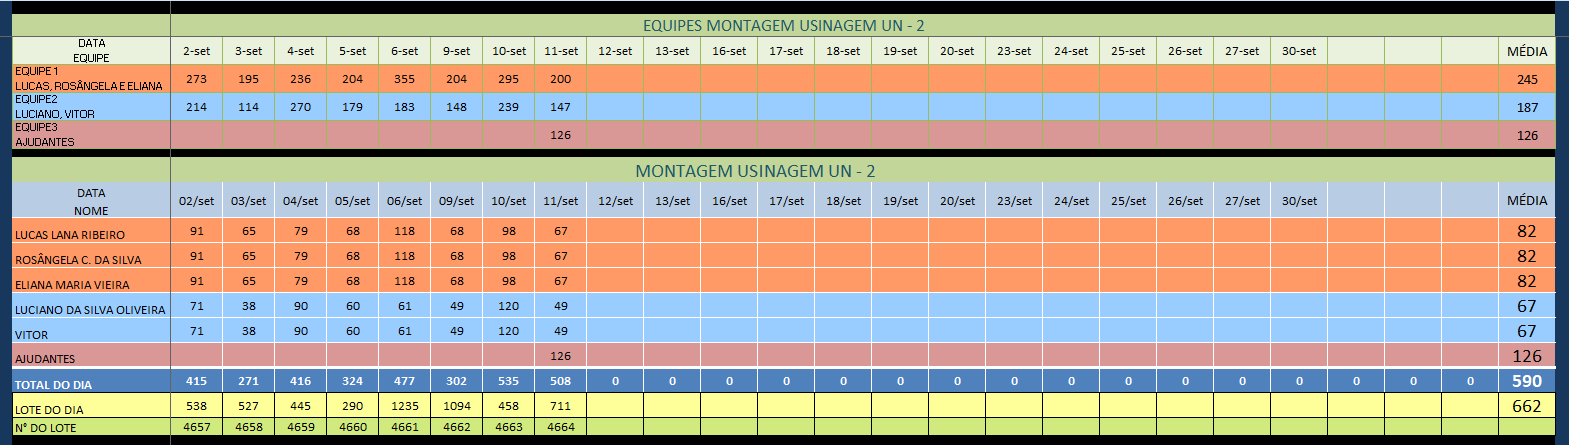 EQUIPES MONTAGEM USINAGEM UN - 2
DATA
EQUIPE 2-set 3-set 4-set 5-set 6-set 9-set 10-set 11-set 12-set 13-set 16-set 17-set 18-set 19-set 20-set 23-set 24-set 25-set 26-set 27-set 30-set MÉDIA
EQUIPE 1
LUCAS, ROSÂNGELA E ELIANA 273 195 236 204 355 204 295 200 245
EQUIPE2
LUCIANO, VITOR 214 114 270 179 183 148 239 147 187
EQUIPE3
AJUDANTES 126 126
MONTAGEM USINAGEM UN - 2
DATA
NOME 02/set 03/set 04/set 05/set 06/set 09/set 10/set 11/set 12/set 13/set 16/set 17/set 18/set 19/set 20/set 23/set 24/set 25/set 26/set 27/set 30/set MÉDIA
LUCAS LANA RIBEIRO 91 65 79 68 118 68 98 67 82
ROSÂNGELA C. DA SILVA 91 65 79 68 118 68 98 67 82
ELIANA MARIA VIEIRA 91 65 79 68 118 68 98 67 82
LUCIANO DA SILVA OLIVEIRA 71 38 90 60 61 49 120 49 67
VITOR 71 38 90 60 61 49 120 49 67
AJUDANTES 126 126
TOTAL DO DIA 415 271 416 324 477 302 535 508 0 0 0 0 0 0 0 0 0 0 0 0 0 0 0 0 590
LOTE DO DIA 538 527 445 290 1235 1094 458 711 662
N° DO LOTE 4657 4658 4659 4660 4661 4662 4663 4664